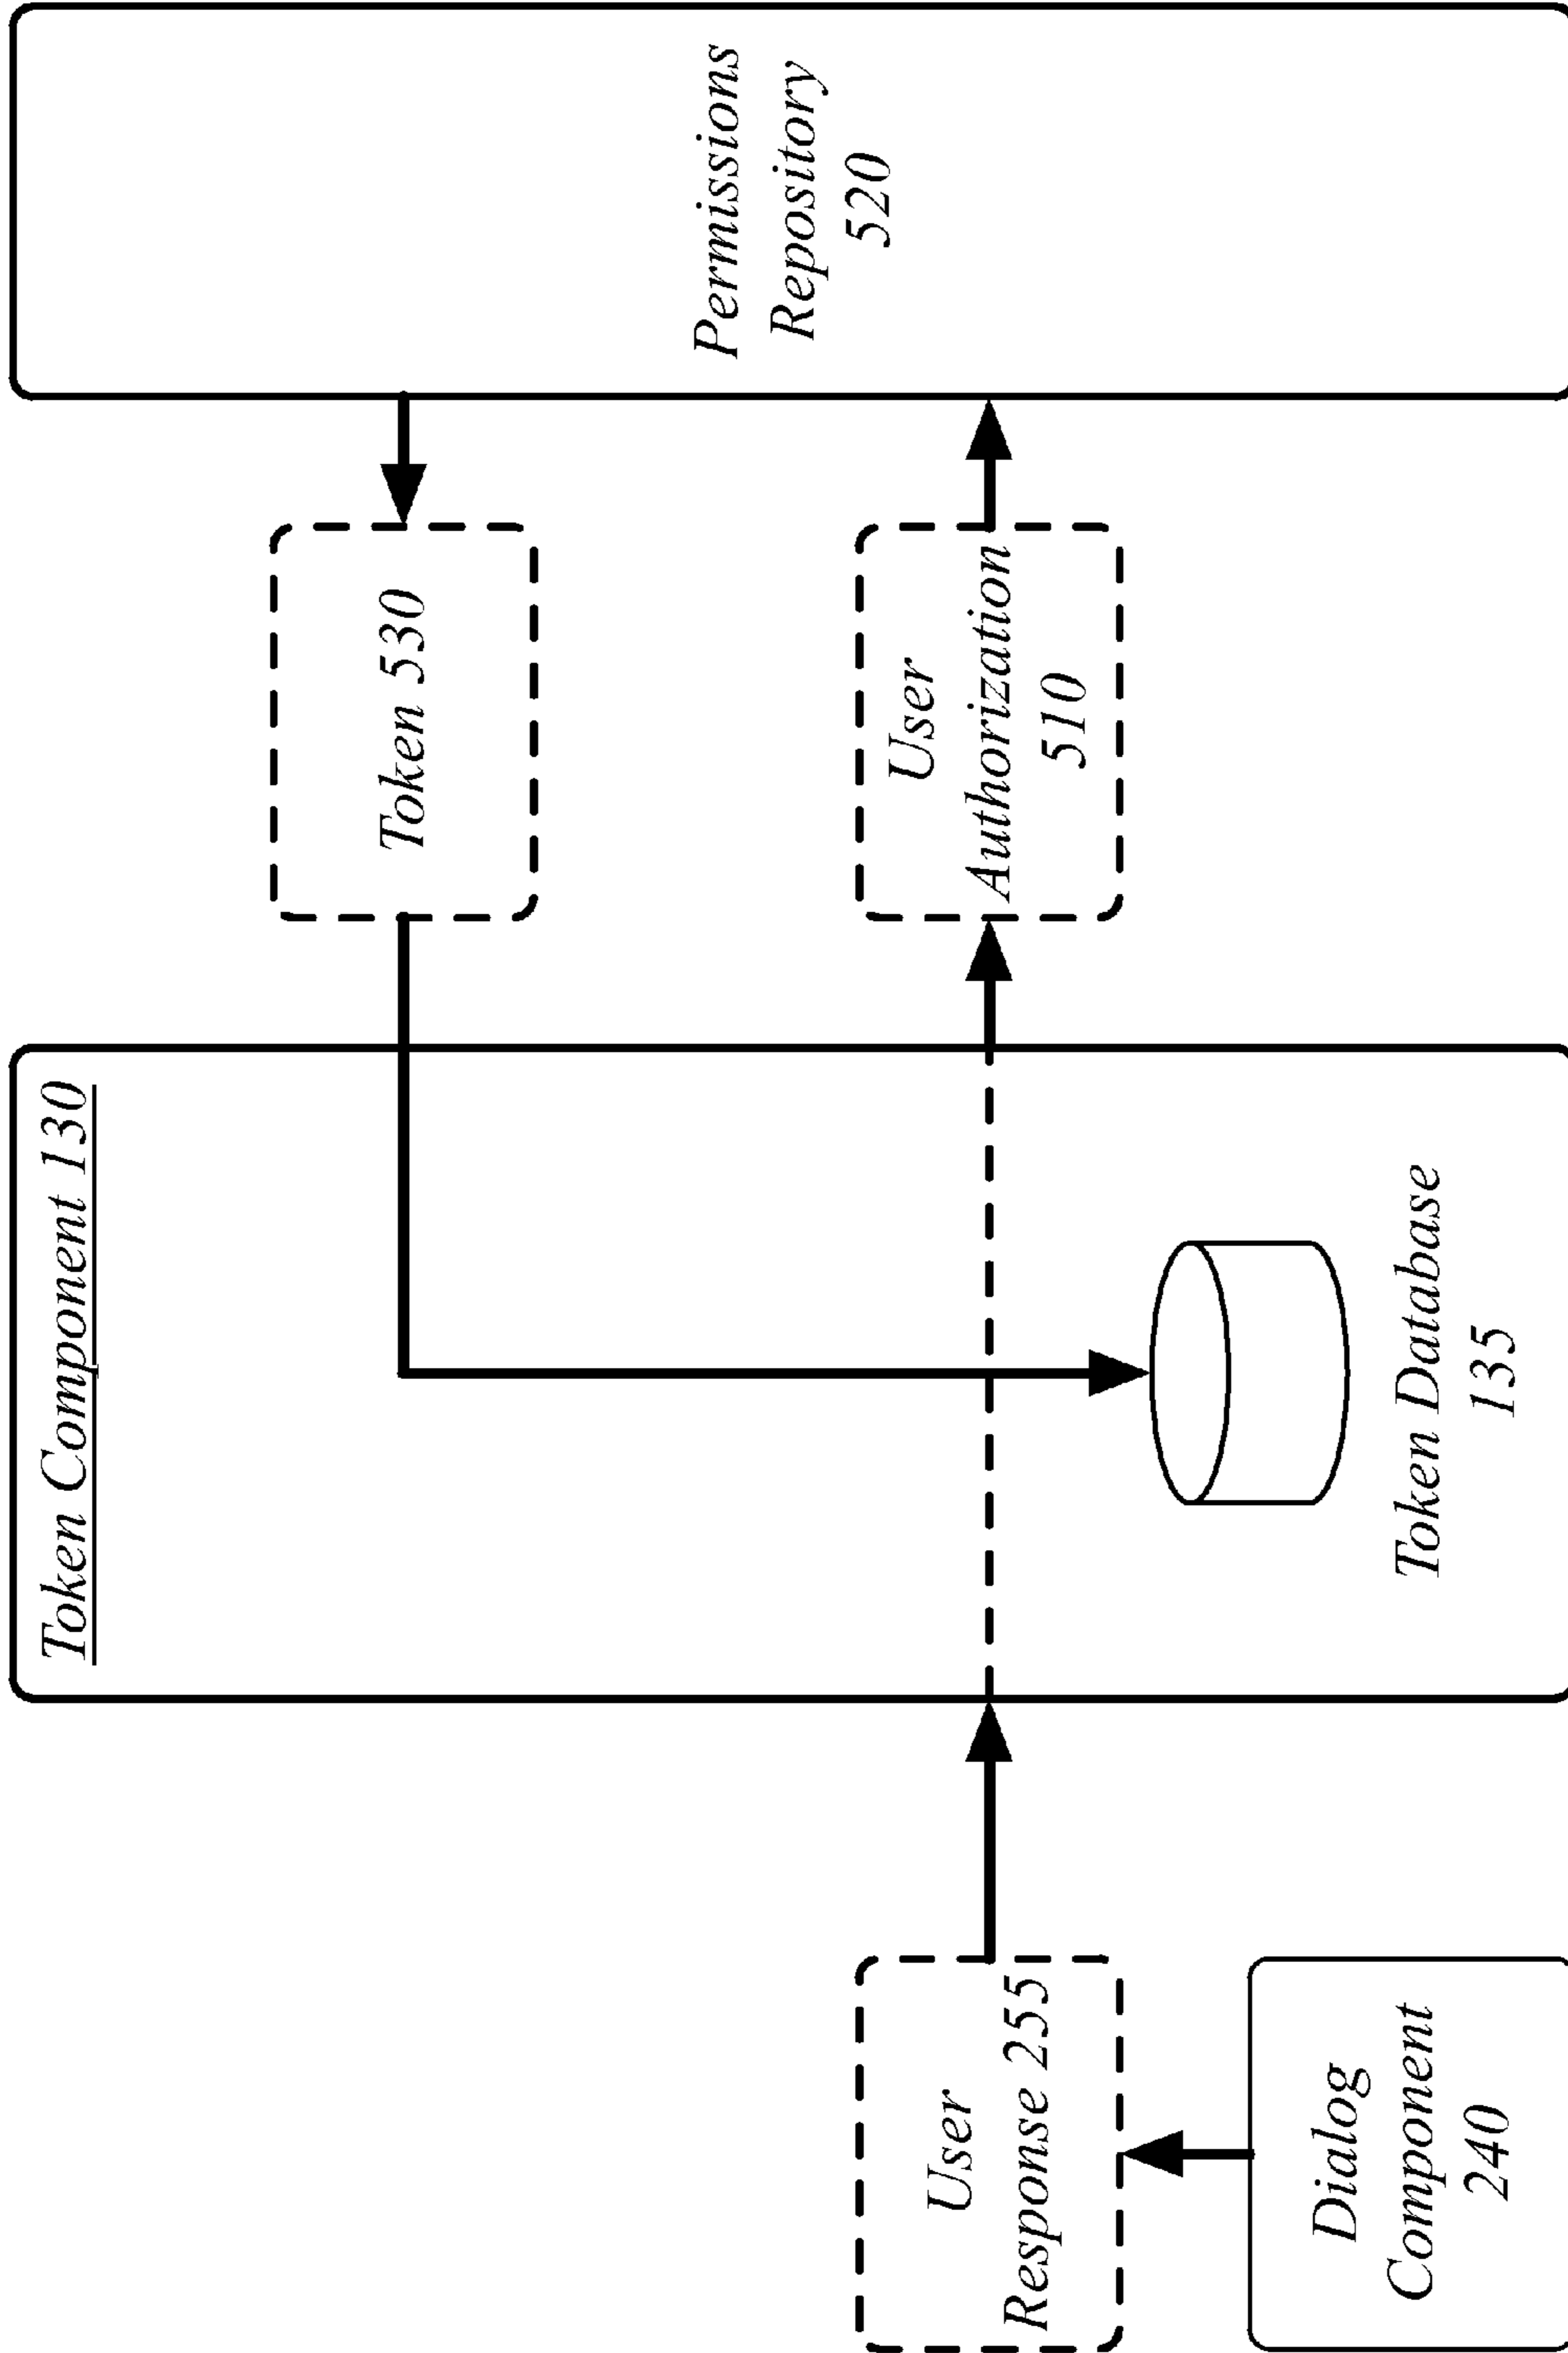 Token Component 130
Token Database
135
User
Response 255
Dialog
Component
240
Token 530
User
Authorization
510
Permissions
Repository
520